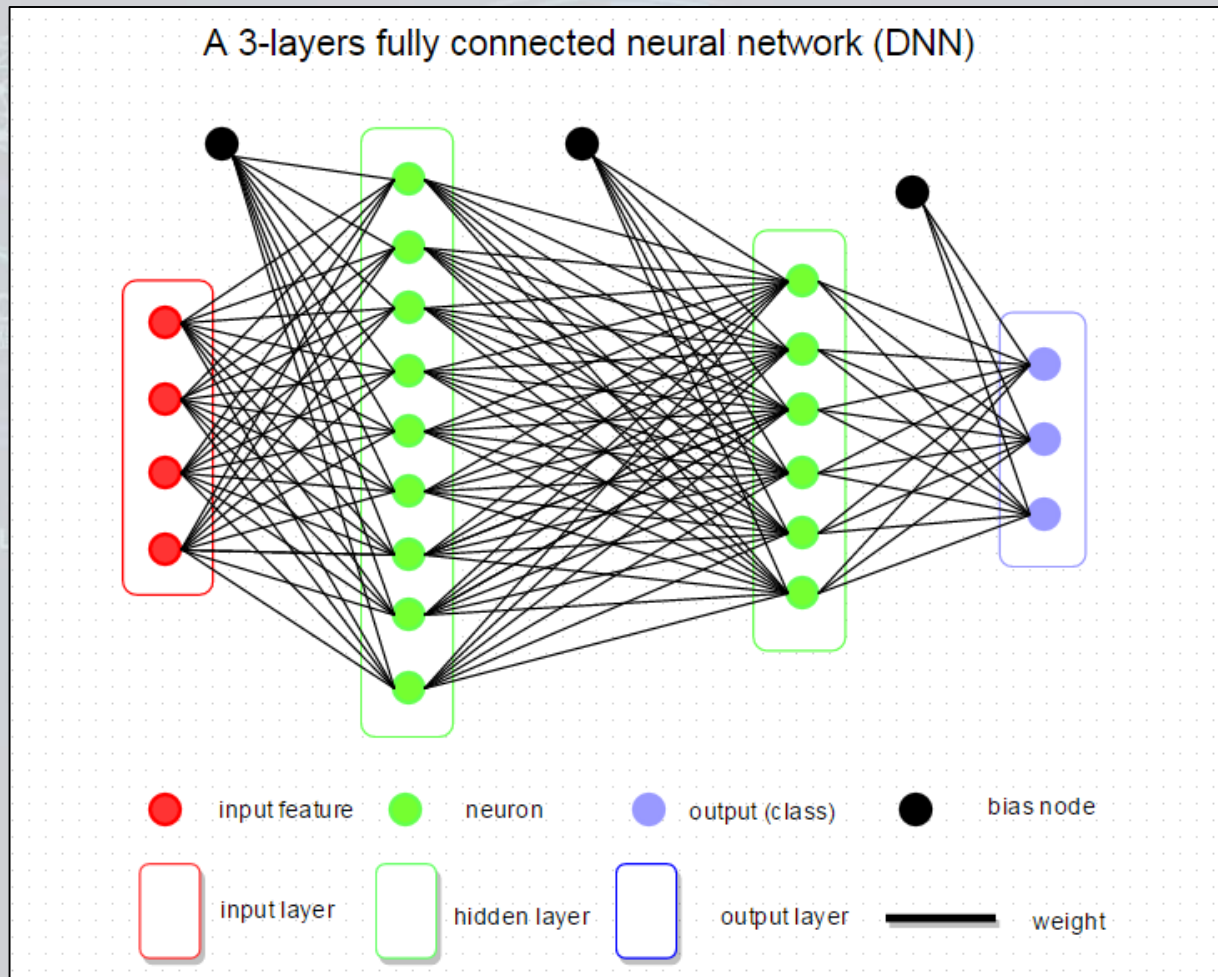 A 3-layers fully connected neural network (DNN)
input feature
neuron
output (class)
bias node
input layer
hidden layer
output layer
weight